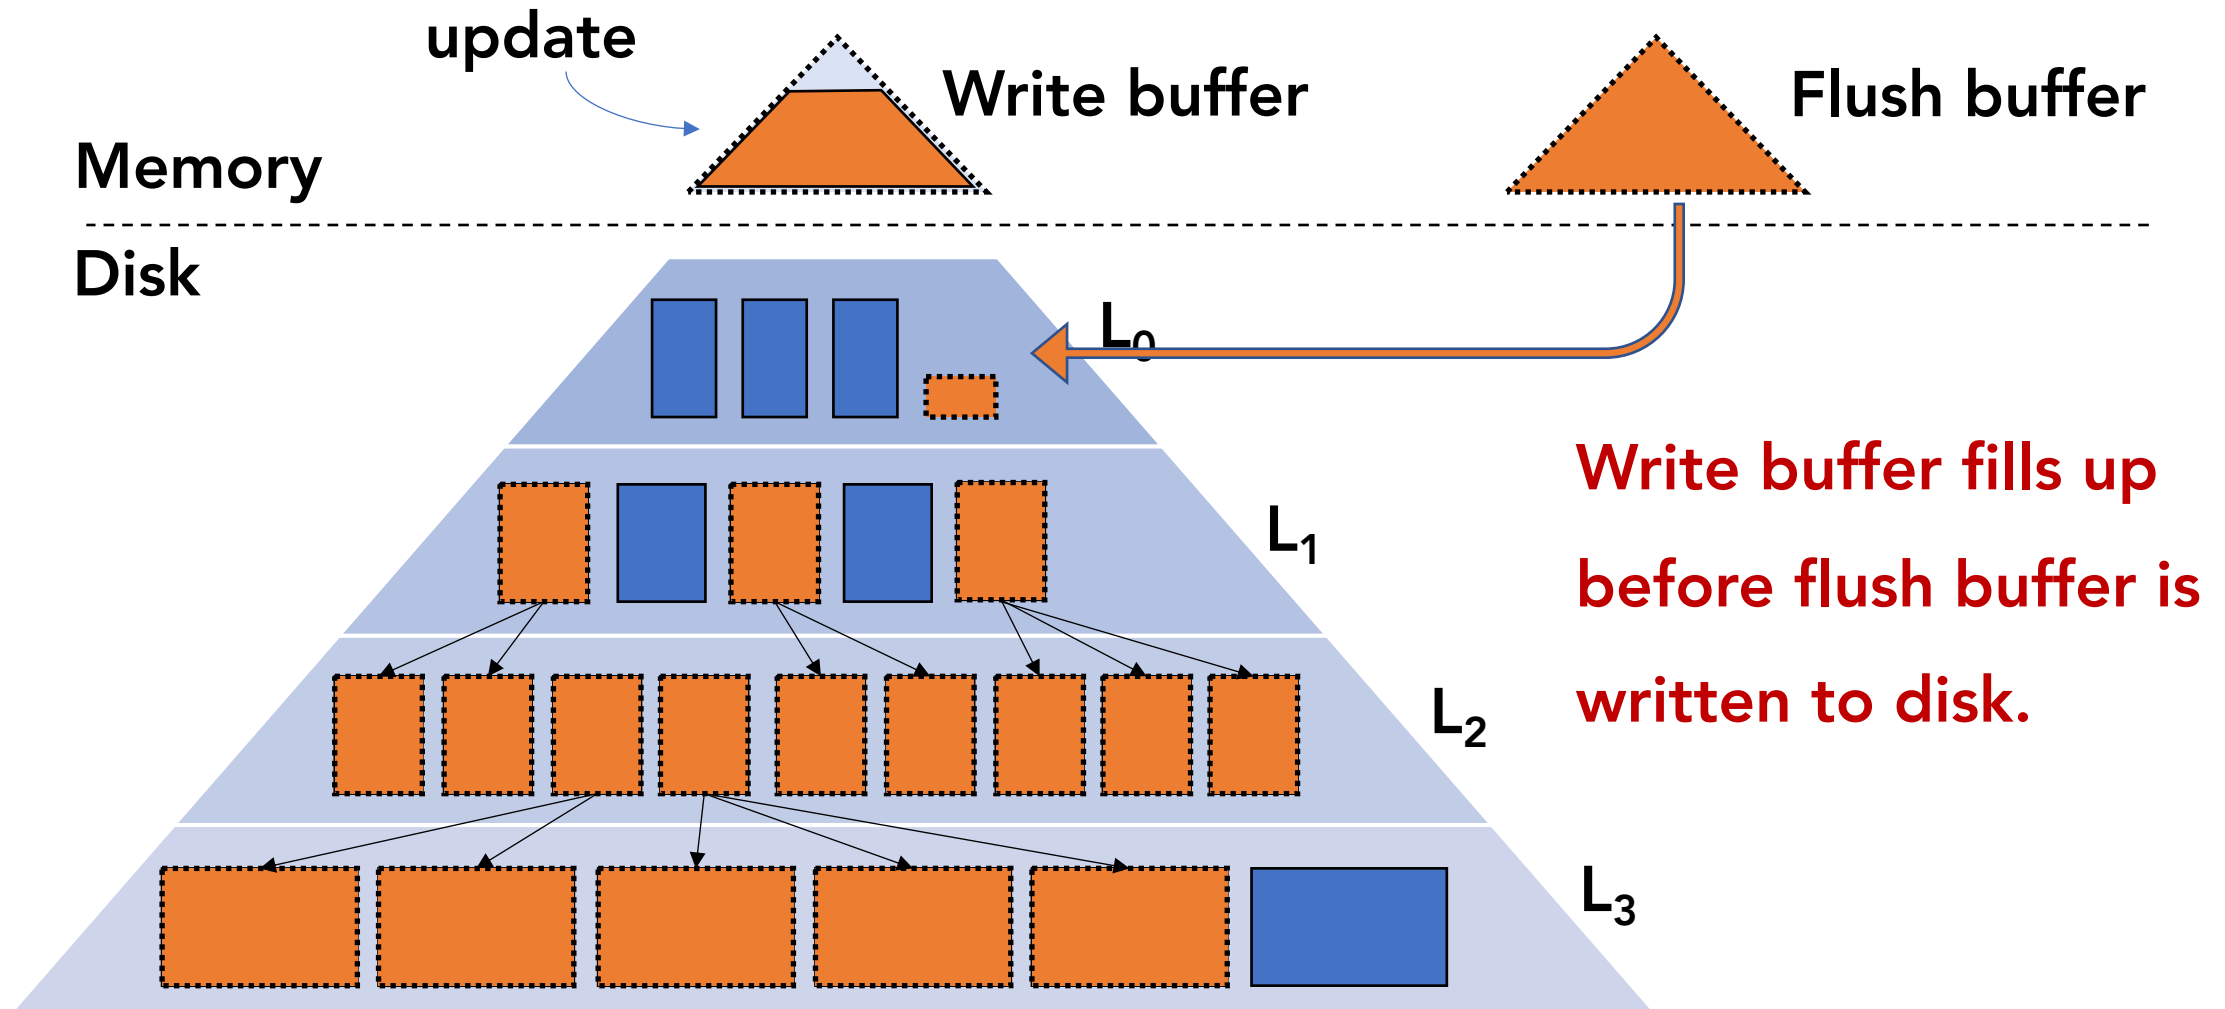 update
Write buffer
Flush buffer
Memory
Disk
L₀
L₁
L₂
L₃
Write buffer fills up
before flush buffer is
written to disk.